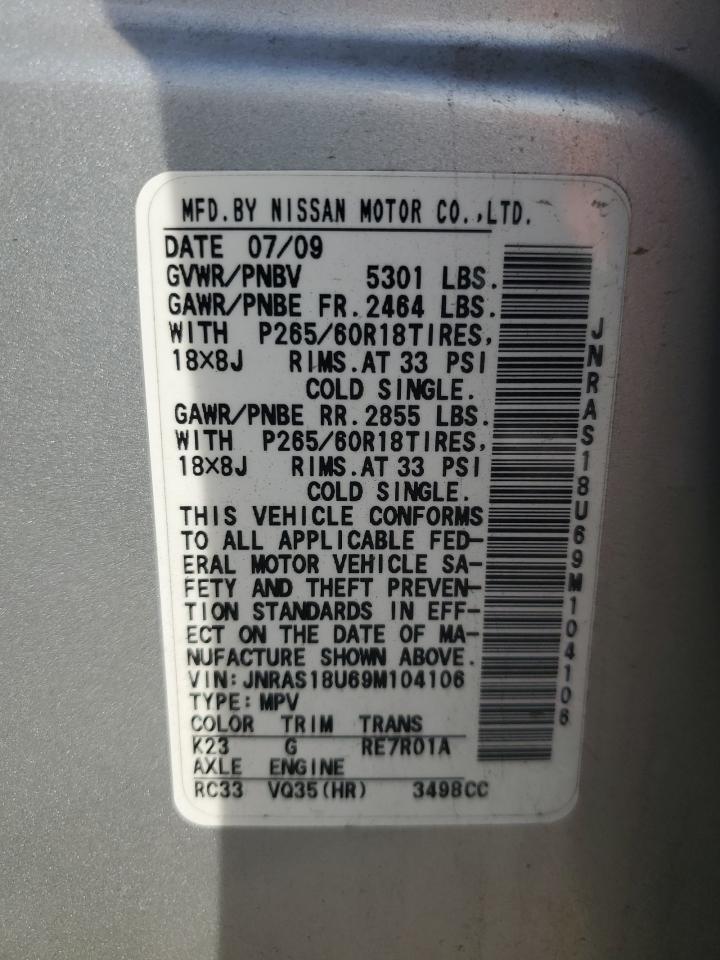 MFD.BY NISSAN MOTOR CO.,LTD.
DATE 07/09
GVWR/PNBV 5301 LBS.
GAWR/PNBE FR.2464 LBS.
WITH P265/60R18TIRES,
18X8J RIMS.AT 33 PSI
COLD SINGLE.
GAWR/PNBE RR.2855 LBS.
WITH P265/60R18TIRES,
18X8J RIMS.AT 33 PSI
COLD SINGLE.
THIS VEHICLE CONFORMS
TO ALL APPLICABLE FED-
ERAL MOTOR VEHICLE SA-
FETY AND THEFT PREVEN-
TION STANDARDS IN EFF-
ECT ON THE DATE OF MA-
NUFACTURE SHOWN ABOVE.
VIN:JNRAS18U69M104106
TYPE:MPV
COLOR TRIM TRANS
K23 G RE7R01A
AXLE ENGINE
RC33 VQ35(HR) 3498CC
JNRAS18U69M104106